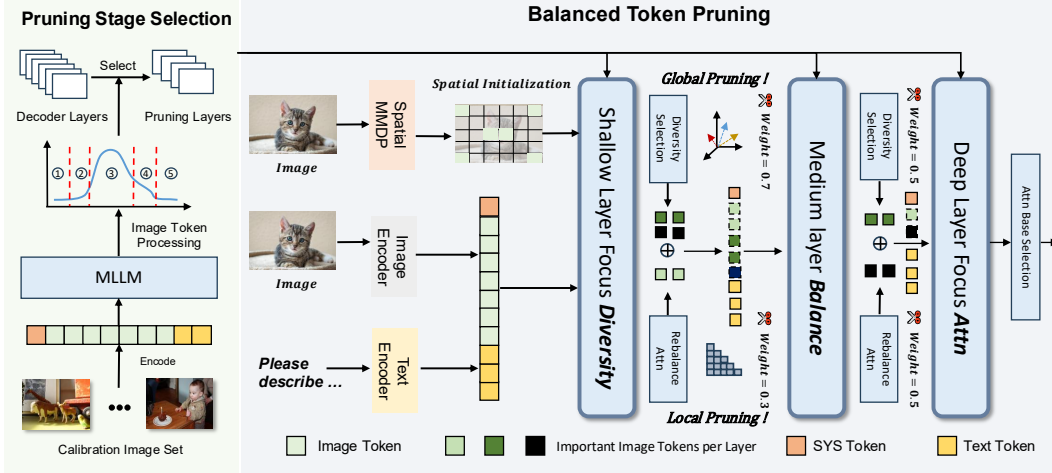 Pruning Stage Selection
Select
Decoder Layers
Pruning Layers
① ② ③ ④ ⑤
Image Token
Processing
MLLM
Encode
Calibration Image Set
Balanced Token Pruning
Image
Spatial
MMDP
Spatial Initialization
Image
Image
Encoder
Please
describe ...
Text
Encoder
Shallow Layer Focus Diversity
Global Pruning !
Diversity
Selection
Weight = 0.7
Rebalance
Attn
Weight = 0.3
Local Pruning !
Medium layer Balance
Diversity
Selection
Weight = 0.5
Rebalance
Attn
Weight = 0.5
Deep Layer Focus Attn
Attn Base Selection
Image Token
Important Image Tokens per Layer
SYS Token
Text Token